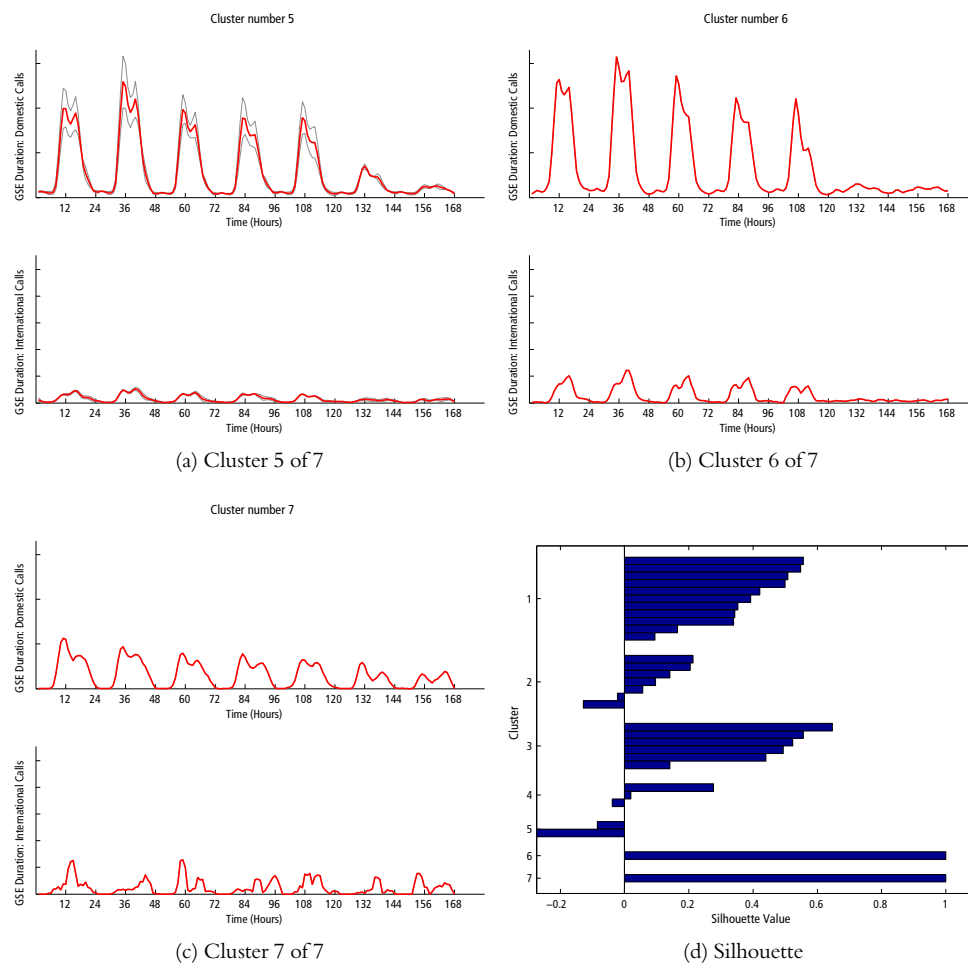 Cluster number 5
GSE Duration: Domestic Calls
12 24 36 48 60 72 84 96 108 120 132 144 156 168
Time (Hours)
GSE Duration: International Calls
12 24 36 48 60 72 84 96 108 120 132 144 156 168
Time (Hours)
(a) Cluster 5 of 7
Cluster number 6
GSE Duration: Domestic Calls
12 24 36 48 60 72 84 96 108 120 132 144 156 168
Time (Hours)
GSE Duration: International Calls
12 24 36 48 60 72 84 96 108 120 132 144 156 168
Time (Hours)
(b) Cluster 6 of 7
Cluster number 7
GSE Duration: Domestic Calls
12 24 36 48 60 72 84 96 108 120 132 144 156 168
Time (Hours)
GSE Duration: International Calls
12 24 36 48 60 72 84 96 108 120 132 144 156 168
Time (Hours)
(c) Cluster 7 of 7
Cluster
1
2
3
4
5
6
7
−0.2 0 0.2 0.4 0.6 0.8 1
Silhouette Value
(d) Silhouette